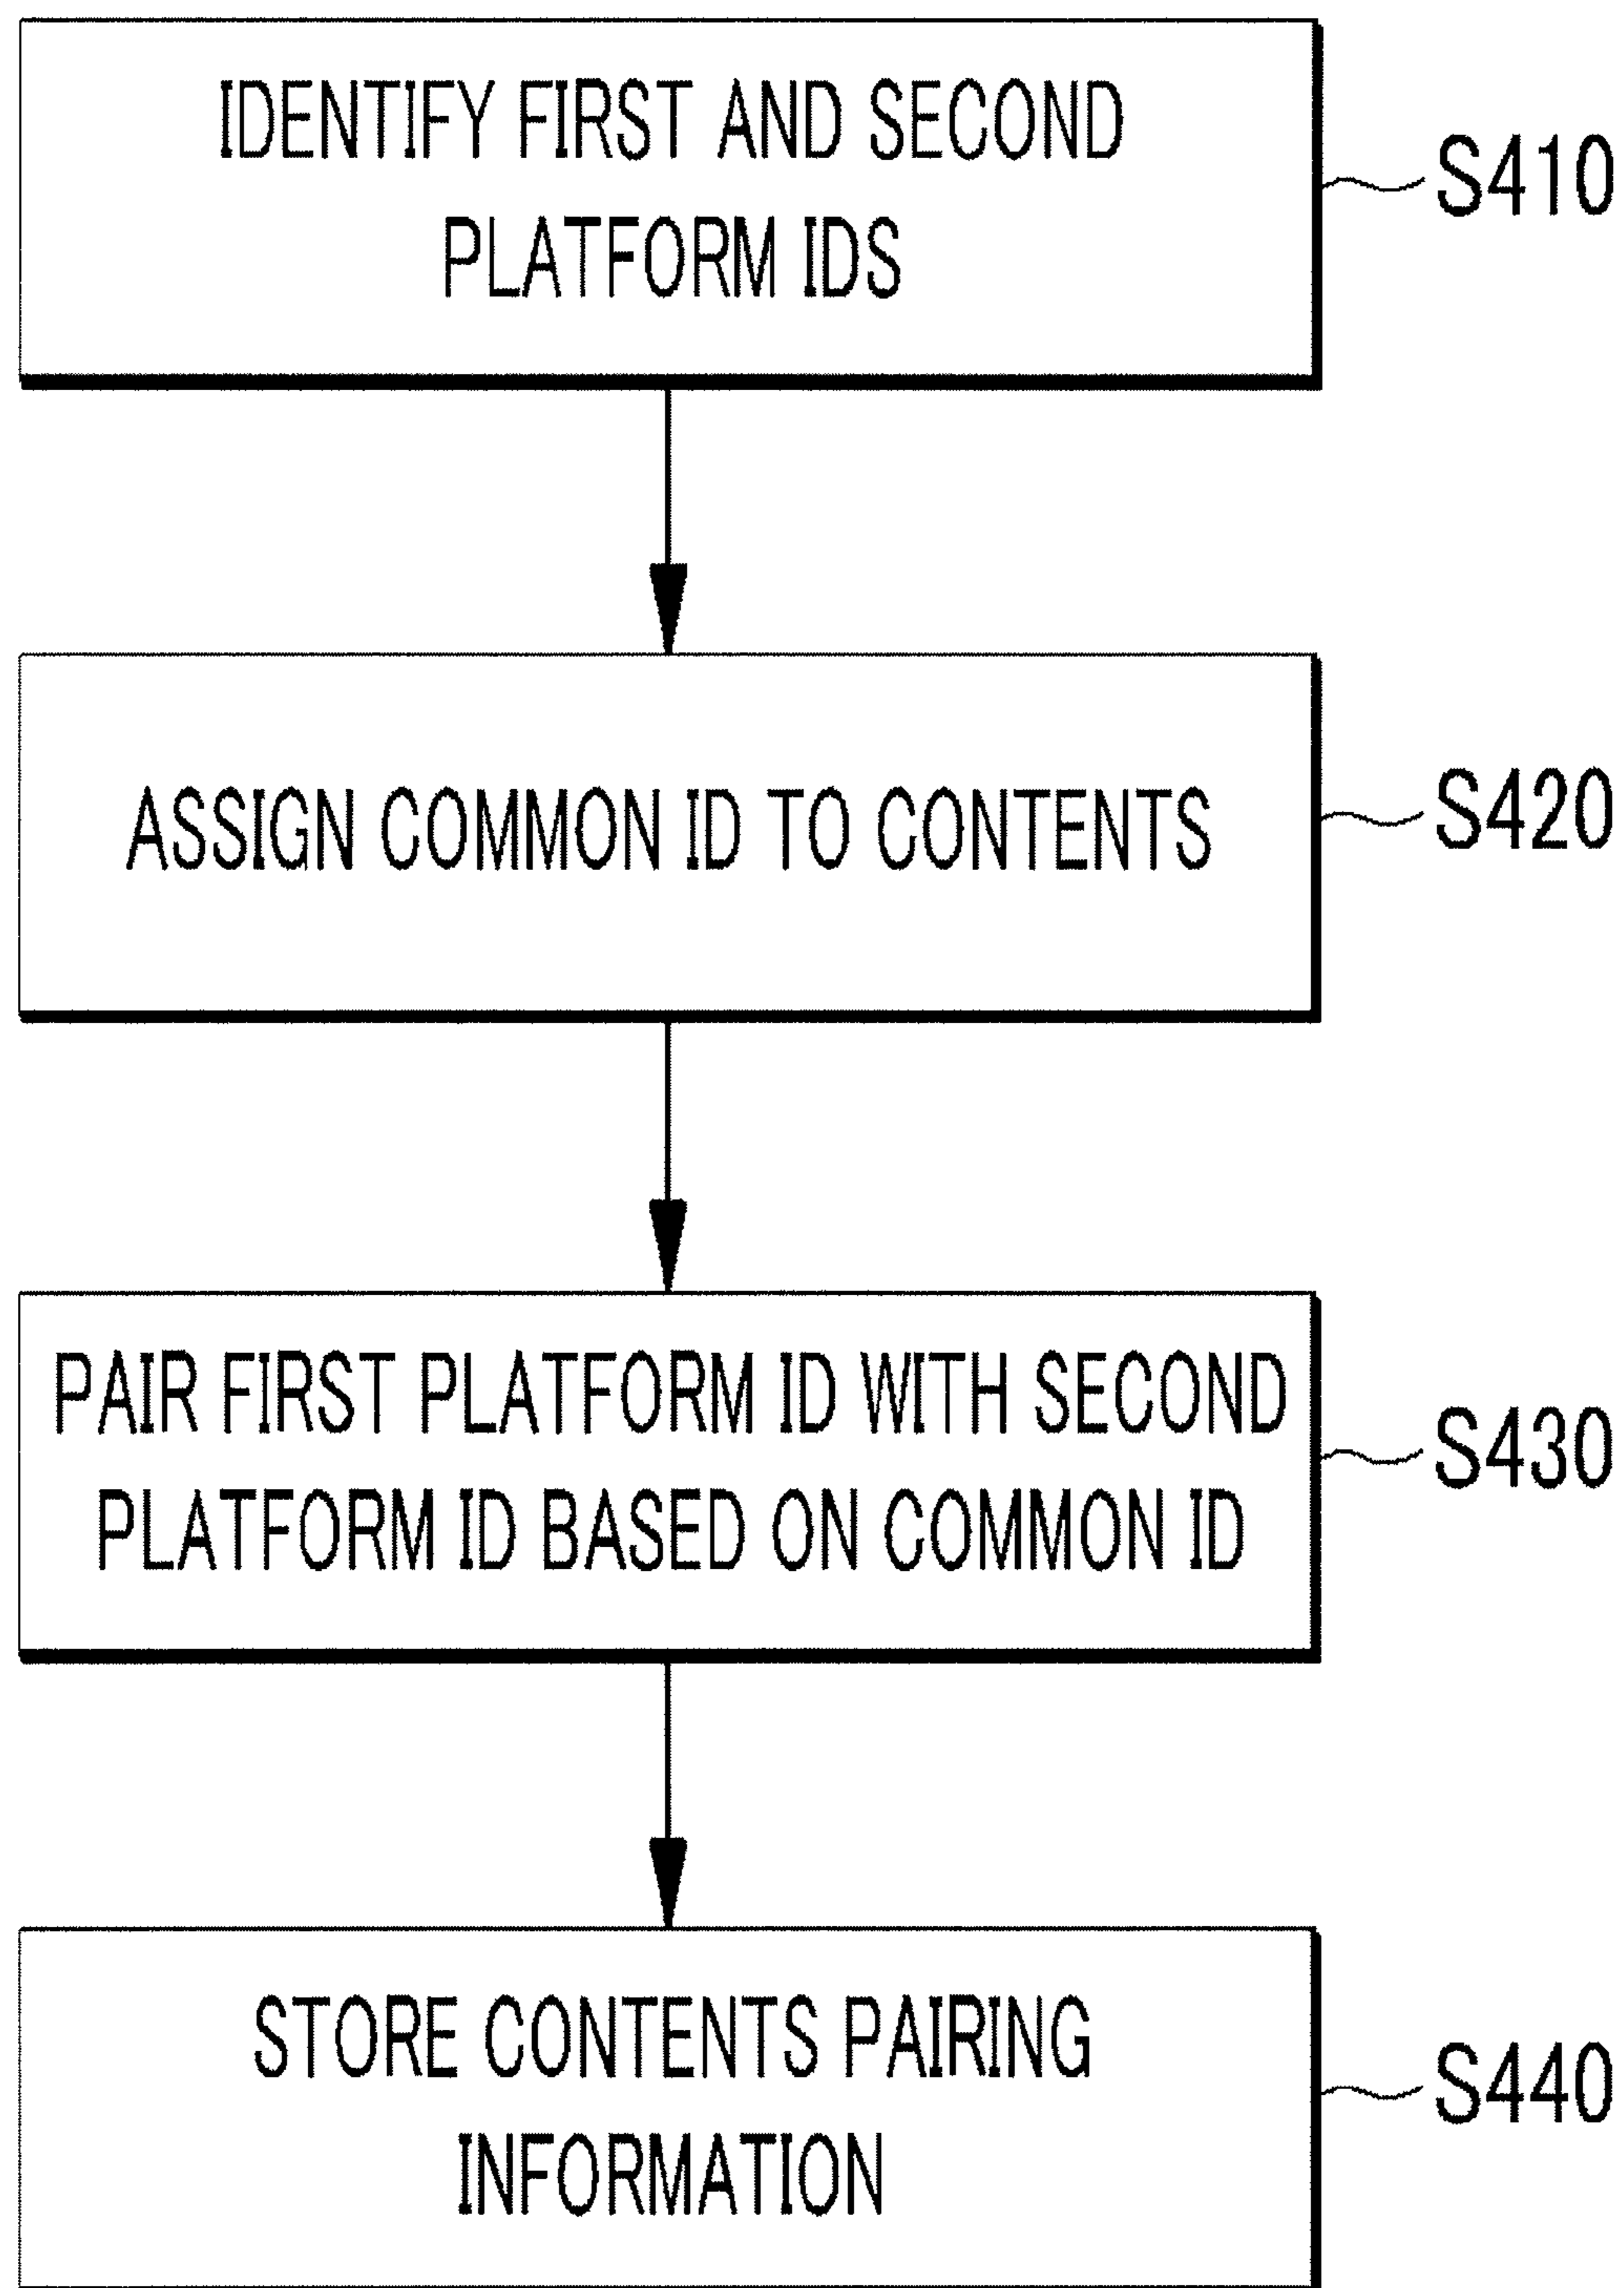 IDENTIFY FIRST AND SECOND
PLATFORM IDS
S410
ASSIGN COMMON ID TO CONTENTS
S420
PAIR FIRST PLATFORM ID WITH SECOND
PLATFORM ID BASED ON COMMON ID
S430
STORE CONTENTS PAIRING
INFORMATION
S440